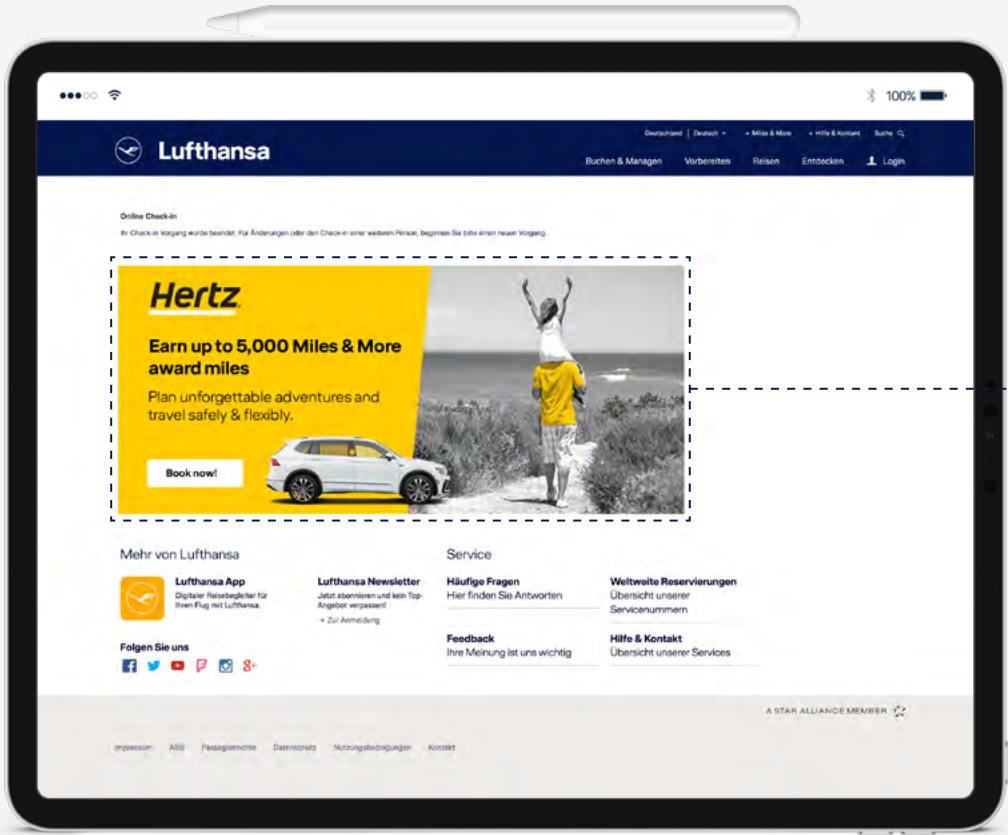 100%
Lufthansa
Deutschland | Deutsch
→ Miles & More
→ Hilfe & Kontakt
Suche
Buchen & Managen
Vorbereiten
Reisen
Entdecken
Login
Online Check-in
Ihr Check-in Vorgang wurde beendet. Für Änderungen oder den Check-in einer weiteren Person, beginnen Sie bitte einen neuen Vorgang.
Hertz
Earn up to 5,000 Miles & More
award miles
Plan unforgettable adventures and
travel safely & flexibly.
Book now!
Mehr von Lufthansa
Lufthansa App
Digitaler Reisebegleiter für
Ihren Flug mit Lufthansa.
Lufthansa Newsletter
Jetzt abonnieren und kein Top-
Angebot verpassen!
→ Zur Anmeldung
Folgen Sie uns
Service
Häufige Fragen
Hier finden Sie Antworten
Weltweite Reservierungen
Übersicht unserer
Servicenummern
Feedback
Ihre Meinung ist uns wichtig
Hilfe & Kontakt
Übersicht unserer Services
A STAR ALLIANCE MEMBER
Impressum
ABB
Passagierrechte
Datenschutz
Nutzungsbedingungen
Kontakt